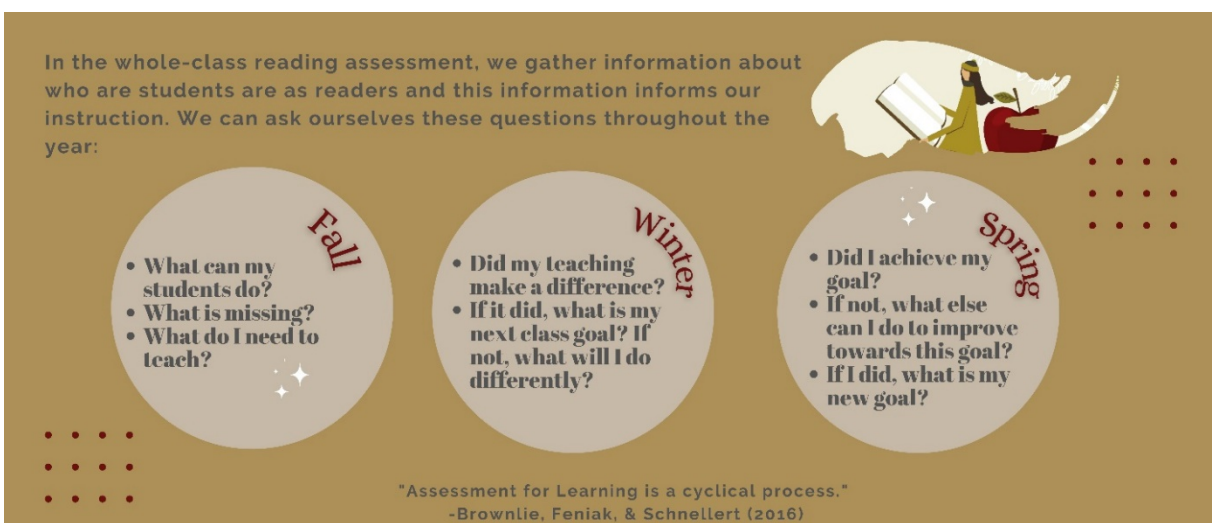 In the whole-class reading assessment, we gather information about
who are students are as readers and this information informs our
instruction. We can ask ourselves these questions throughout the
year:
Fall
• What can my
students do?
• What is missing?
• What do I need to
teach?
Winter
• Did my teaching
make a difference?
• If it did, what is my
next class goal? If
not, what will I do
differently?
Spring
• Did I achieve my
goal?
• If not, what else
can I do to improve
towards this goal?
• If I did, what is my
new goal?
"Assessment for Learning is a cyclical process."
-Brownlie, Feniak, & Schnellert (2016)